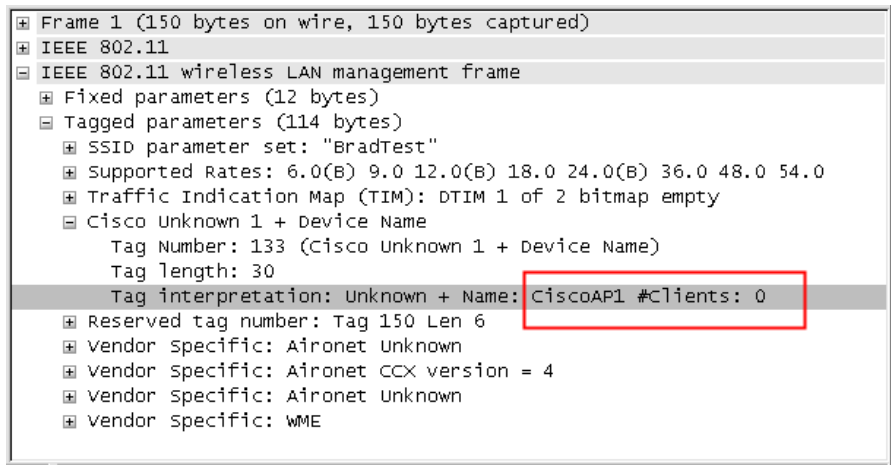 Frame 1 (150 bytes on wire, 150 bytes captured)
IEEE 802.11
IEEE 802.11 wireless LAN management frame
Fixed parameters (12 bytes)
Tagged parameters (114 bytes)
SSID parameter set: "BradTest"
Supported Rates: 6.0(B) 9.0 12.0(B) 18.0 24.0(B) 36.0 48.0 54.0
Traffic Indication Map (TIM): DTIM 1 of 2 bitmap empty
Cisco Unknown 1 + Device Name
Tag Number: 133 (Cisco Unknown 1 + Device Name)
Tag length: 30
Tag interpretation: Unknown + Name: CiscoAP1 #Clients: 0
Reserved tag number: Tag 150 Len 6
Vendor Specific: Aironet Unknown
Vendor Specific: Aironet CCX version = 4
Vendor Specific: Aironet Unknown
Vendor Specific: WME